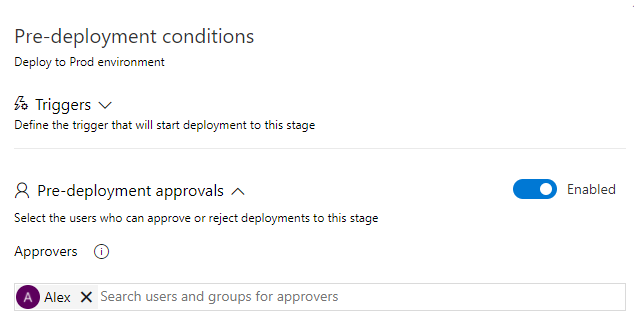 Pre-deployment conditions
Deploy to Prod environment
Triggers
Define the trigger that will start deployment to this stage
Pre-deployment approvals
Enabled
Select the users who can approve or reject deployments to this stage
Approvers
A Alex Search users and groups for approvers